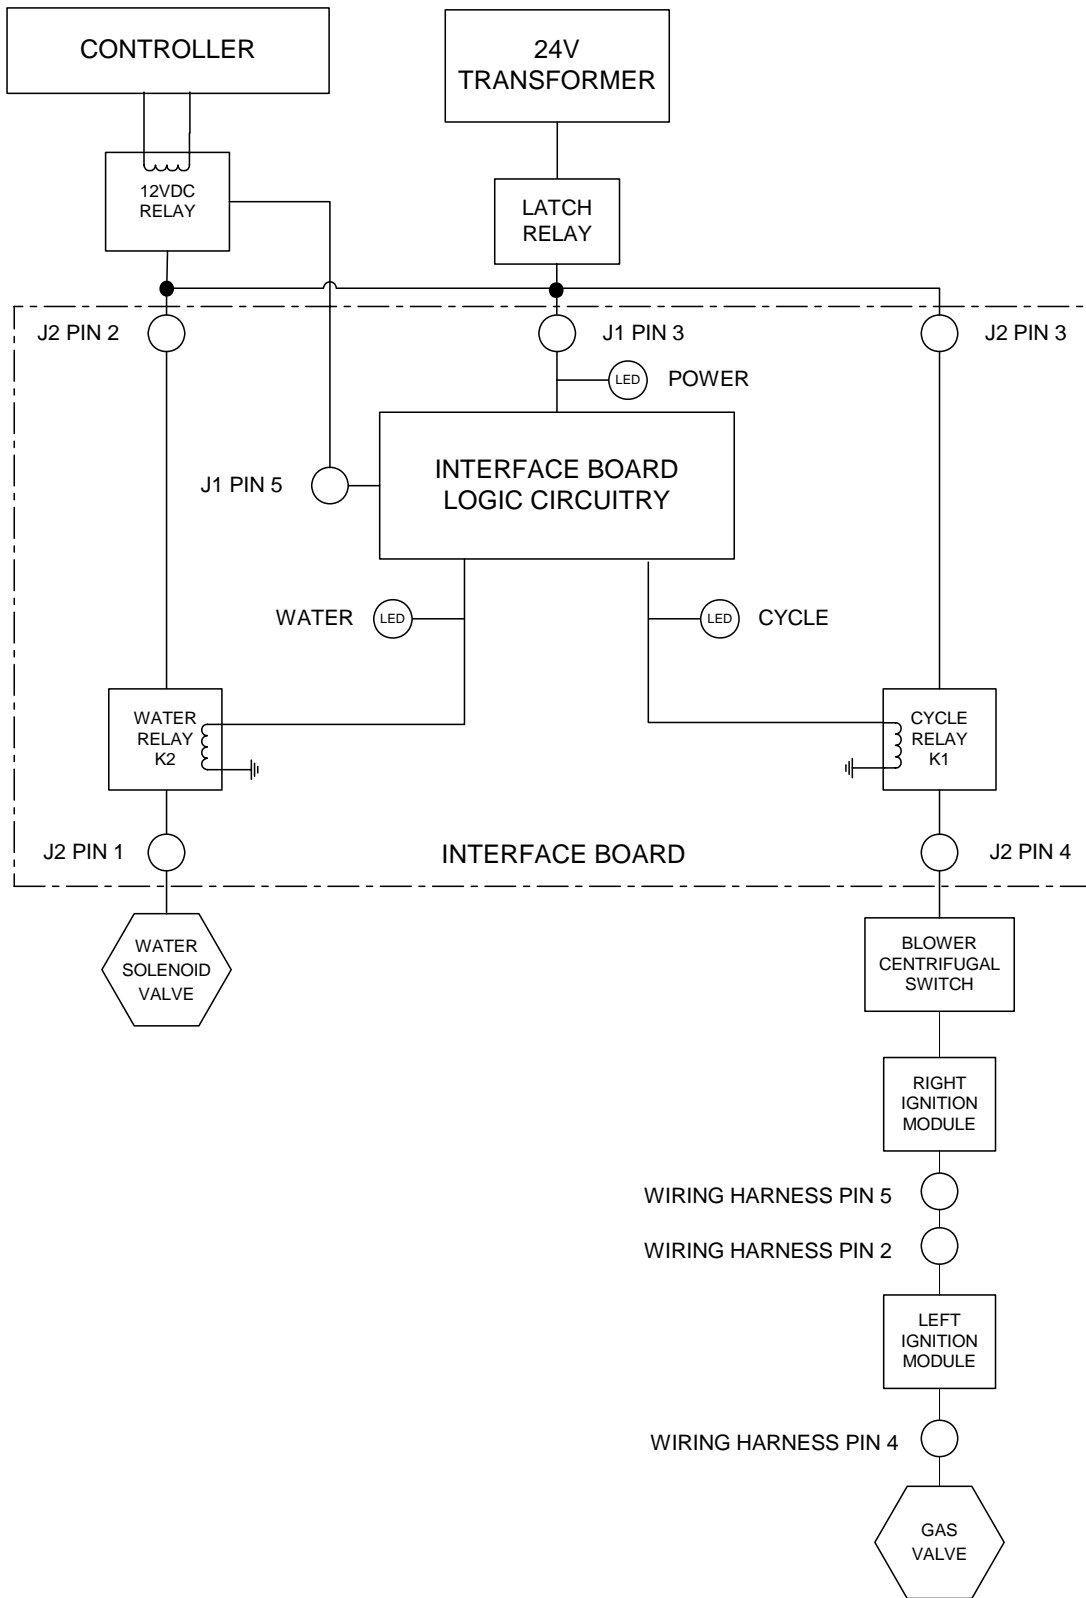 CONTROLLER
24V
TRANSFORMER
12VDC
RELAY
LATCH
RELAY
J2 PIN 2
J1 PIN 3
J2 PIN 3
LED
POWER
INTERFACE BOARD
LOGIC CIRCUITRY
J1 PIN 5
WATER
LED
LED
CYCLE
WATER
RELAY
K2
CYCLE
RELAY
K1
J2 PIN 1
INTERFACE BOARD
J2 PIN 4
WATER
SOLENOID
VALVE
BLOWER
CENTRIFUGAL
SWITCH
RIGHT
IGNITION
MODULE
WIRING HARNESS PIN 5
WIRING HARNESS PIN 2
LEFT
IGNITION
MODULE
WIRING HARNESS PIN 4
GAS
VALVE